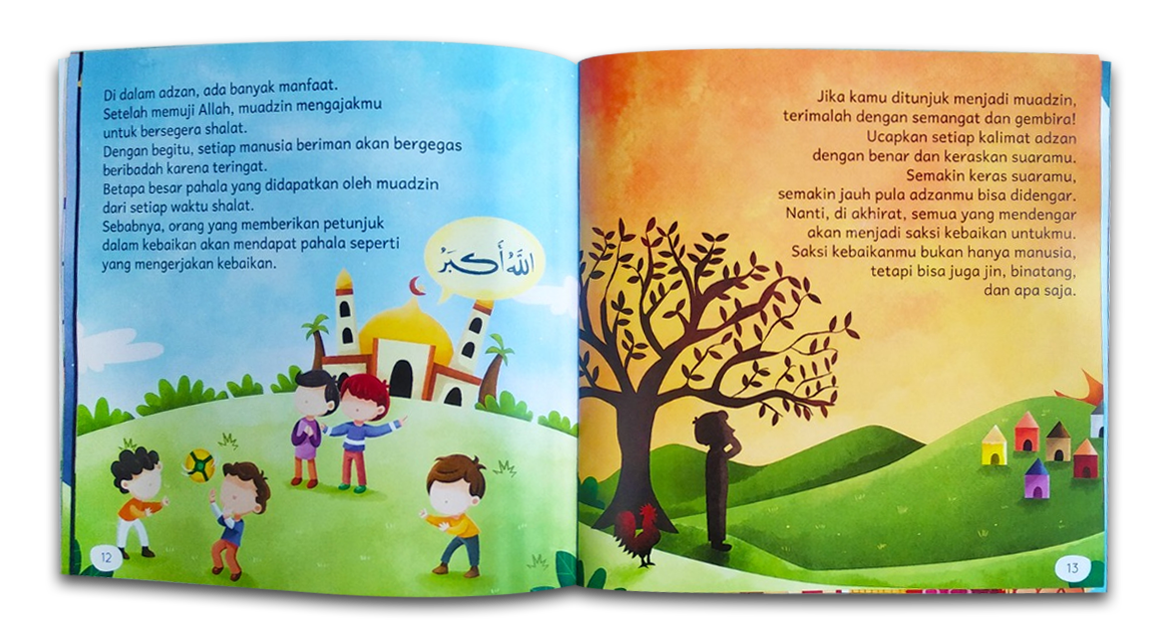 Di dalam adzan, ada banyak manfaat.
Setelah memuji Allah, muadzin mengajakmu
untuk bersegera shalat.
Dengan begitu, setiap manusia beriman akan bergegas
beribadah karena teringat.
Betapa besar pahala yang didapatkan oleh muadzin
dari setiap waktu shalat.
Sebabnya, orang yang memberikan petunjuk
dalam kebaikan akan mendapat pahala seperti
yang mengerjakan kebaikan.
اللّٰهُ أَكبَرُ
12
Jika kamu ditunjuk menjadi muadzin,
terimalah dengan semangat dan gembira!
Ucapkan setiap kalimat adzan
dengan benar dan keraskan suaramu.
Semakin keras suaramu,
semakin jauh pula adzanmu bisa didengar.
Nanti, di akhirat, semua yang mendengar
akan menjadi saksi kebaikan untukmu.
Saksi kebaikanmu bukan hanya manusia,
tetapi bisa juga jin, binatang,
dan apa saja.
13